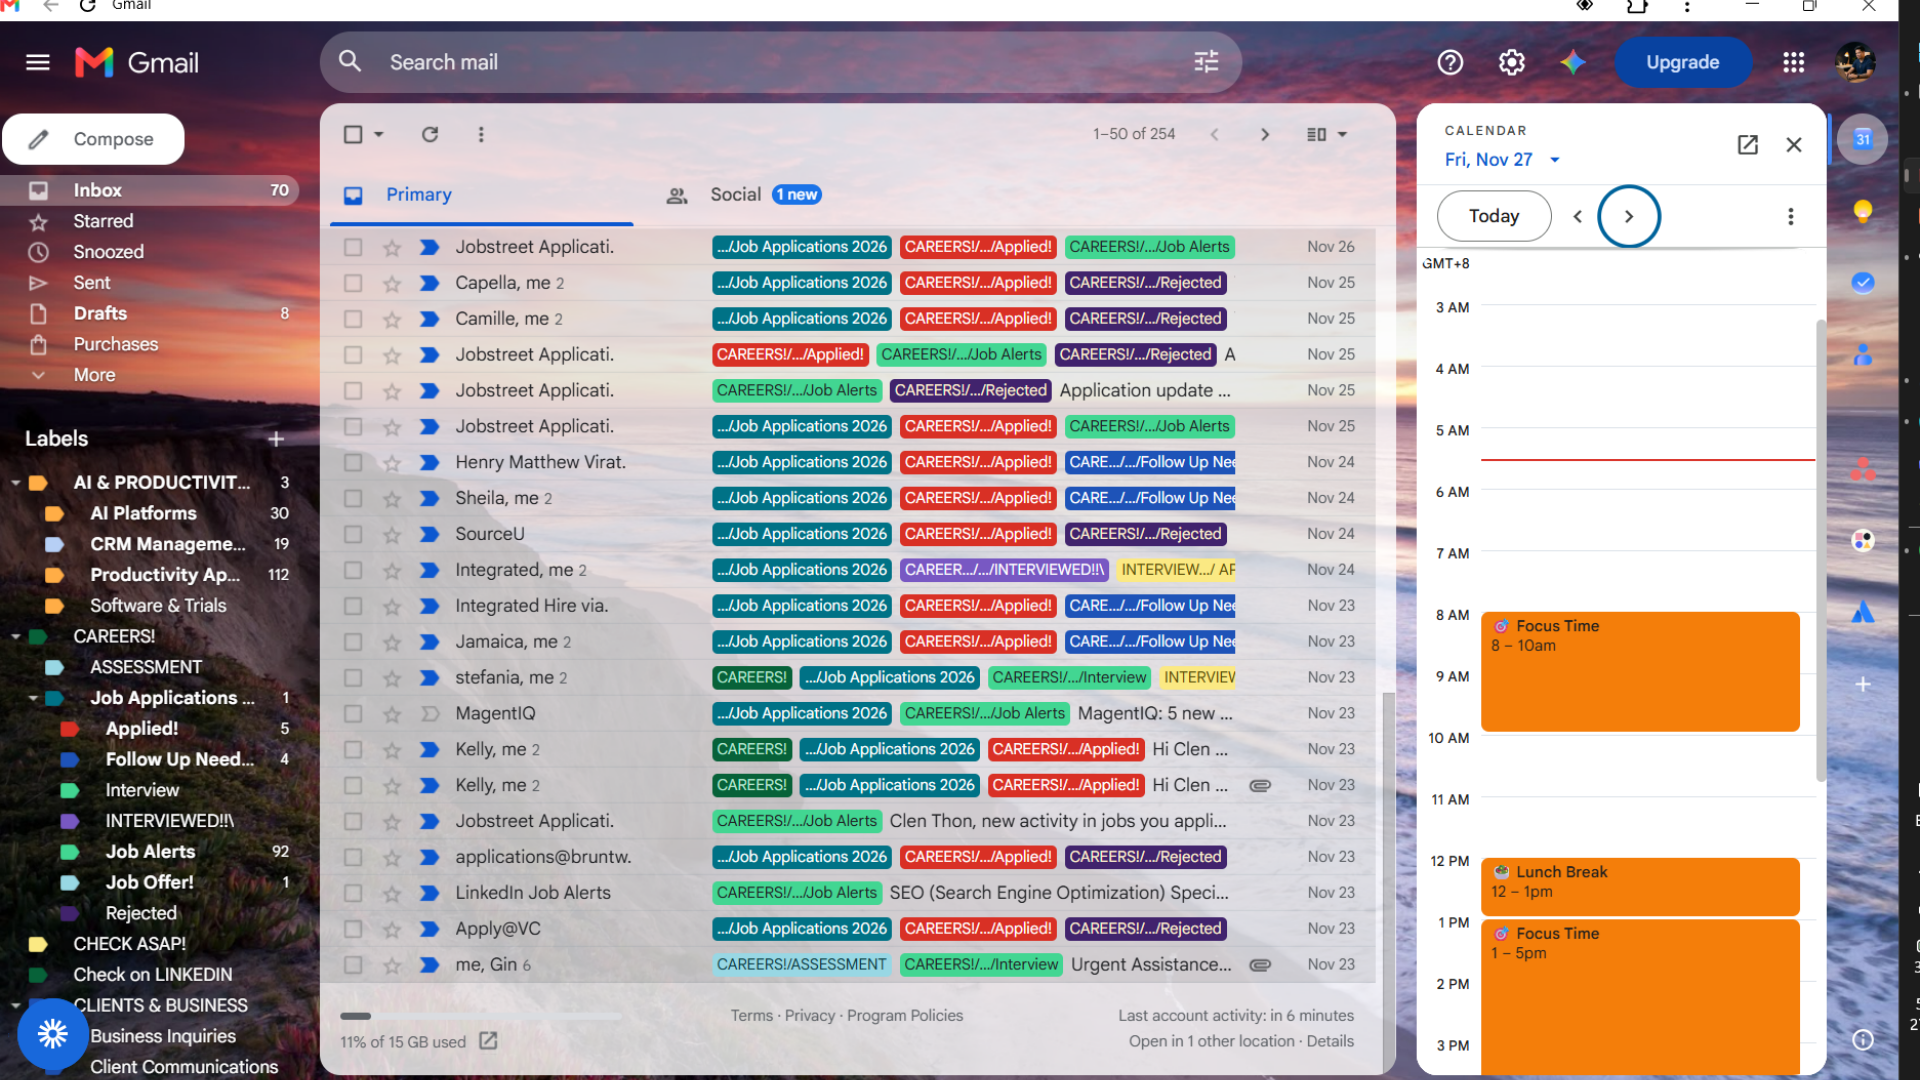 Gmail
Gmail
Search mail
Upgrade
Compose
Inbox 70
Starred
Snoozed
Sent
Drafts 8
Purchases
More
Labels
AI & PRODUCTIVIT... 3
AI Platforms 30
CRM Manageme... 19
Productivity Ap... 112
Software & Trials
CAREERS!
ASSESSMENT
Job Applications ... 1
Applied! 5
Follow Up Need... 4
Interview
INTERVIEWED!!\
Job Alerts 92
Job Offer! 1
Rejected
CHECK ASAP!
Check on LINKEDIN
CLIENTS & BUSINESS
Business Inquiries
Client Communications
1–50 of 254
Primary
Social 1 new
Jobstreet Applicati. .../Job Applications 2026 CAREERS!/.../Applied! CAREERS!/.../Job Alerts Nov 26
Capella, me 2 .../Job Applications 2026 CAREERS!/.../Applied! CAREERS!/.../Rejected Nov 25
Camille, me 2 .../Job Applications 2026 CAREERS!/.../Applied! CAREERS!/.../Rejected Nov 25
Jobstreet Applicati. CAREERS!/.../Applied! CAREERS!/.../Job Alerts CAREERS!/.../Rejected A Nov 25
Jobstreet Applicati. CAREERS!/.../Job Alerts CAREERS!/.../Rejected Application update ... Nov 25
Jobstreet Applicati. .../Job Applications 2026 CAREERS!/.../Applied! CAREERS!/.../Job Alerts Nov 25
Henry Matthew Virat. .../Job Applications 2026 CAREERS!/.../Applied! CARE.../.../Follow Up Nee Nov 24
Sheila, me 2 .../Job Applications 2026 CAREERS!/.../Applied! CARE.../.../Follow Up Nee Nov 24
SourceU .../Job Applications 2026 CAREERS!/.../Applied! CAREERS!/.../Rejected Nov 24
Integrated, me 2 .../Job Applications 2026 CAREER.../.../INTERVIEWED!!\ INTERVIEW.../ AF Nov 24
Integrated Hire via. .../Job Applications 2026 CAREERS!/.../Applied! CARE.../.../Follow Up Nee Nov 23
Jamaica, me 2 .../Job Applications 2026 CAREERS!/.../Applied! CARE.../.../Follow Up Nee Nov 23
stefania, me 2 CAREERS! .../Job Applications 2026 CAREERS!/.../Interview INTERVIEW Nov 23
MagentIQ .../Job Applications 2026 CAREERS!/.../Job Alerts MagentIQ: 5 new ... Nov 23
Kelly, me 2 CAREERS! .../Job Applications 2026 CAREERS!/.../Applied! Hi Clen ... Nov 23
Kelly, me 2 CAREERS! .../Job Applications 2026 CAREERS!/.../Applied! Hi Clen ... Nov 23
Jobstreet Applicati. CAREERS!/.../Job Alerts Clen Thon, new activity in jobs you appli... Nov 23
applications@bruntw. .../Job Applications 2026 CAREERS!/.../Applied! CAREERS!/.../Rejected Nov 23
LinkedIn Job Alerts CAREERS!/.../Job Alerts SEO (Search Engine Optimization) Speci... Nov 23
Apply@VC .../Job Applications 2026 CAREERS!/.../Applied! CAREERS!/.../Rejected Nov 23
me, Gin 6 CAREERS!/ASSESSMENT CAREERS!/.../Interview Urgent Assistance... Nov 23
11% of 15 GB used
Terms · Privacy · Program Policies
Last account activity: in 6 minutes
Open in 1 other location · Details
CALENDAR
Fri, Nov 27
Today
GMT+8
3 AM
4 AM
5 AM
6 AM
7 AM
8 AM
Focus Time
8 – 10am
9 AM
10 AM
11 AM
12 PM
Lunch Break
12 – 1pm
1 PM
Focus Time
1 – 5pm
2 PM
3 PM
31